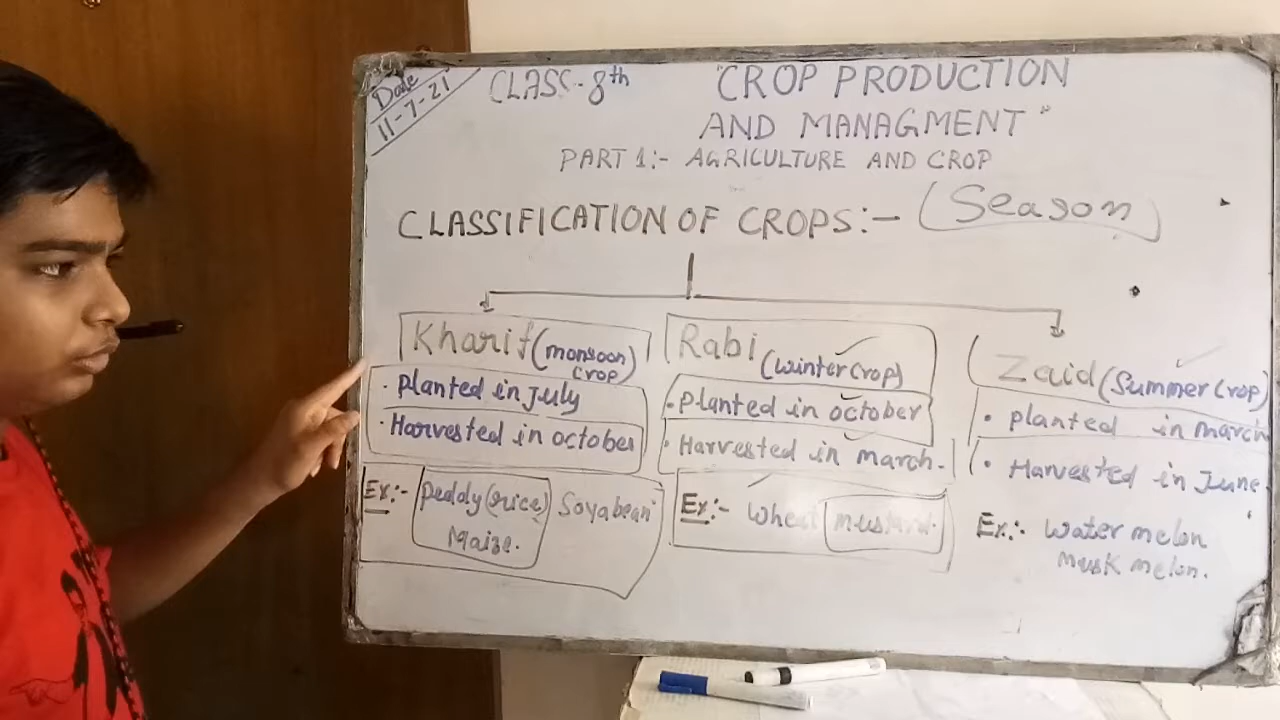 Date
11-7-21
CLASS-8th
"CROP PRODUCTION
AND MANAGMENT"
PART 1:- AGRICULTURE AND CROP
CLASSIFICATION OF CROPS:- (Season)
Kharif (monsoon
crop)
• Planted in July
• Harvested in october
Ex:- peddy (rice) Soyabean
Maize.
Rabi (winter crop)
• Planted in october
• Harvested in march.
Ex:- Wheat mustard.
Zaid (Summer crop)
• Planted in march
• Harvested in June.
Ex:- Water melon
Musk melon.